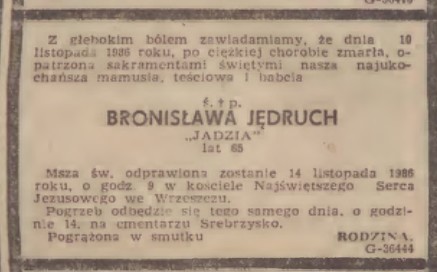 G-36410
Z głębokim bólem zawiadamiamy, że dnia 10
listopada 1986 roku, po ciężkiej chorobie zmarła, o-
patrzona sakramentami świętymi nasza najuko-
chańsza mamusia, teściowa i babcia
ś. † p.
BRONISŁAWA JĘDRUCH
„JADZIA"
lat 65
Msza św. odprawiona zostanie 14 listopada 1986
roku, o godz. 9 w kościele Najświętszego Serca
Jezusowego we Wrzeszczu.
Pogrzeb odbędzie się tego samego dnia, o godzi-
nie 14, na cmentarzu Srebrzysko.
Pogrążona w smutku
RODZINA.
G-36444